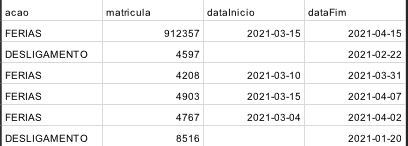 acao matricula dataInicio dataFim
FERIAS 912357 2021-03-15 2021-04-15
DESLIGAMENTO 4597 2021-02-22
FERIAS 4208 2021-03-10 2021-03-31
FERIAS 4903 2021-03-15 2021-04-07
FERIAS 4767 2021-03-04 2021-04-02
DESLIGAMENTO 8516 2021-01-20